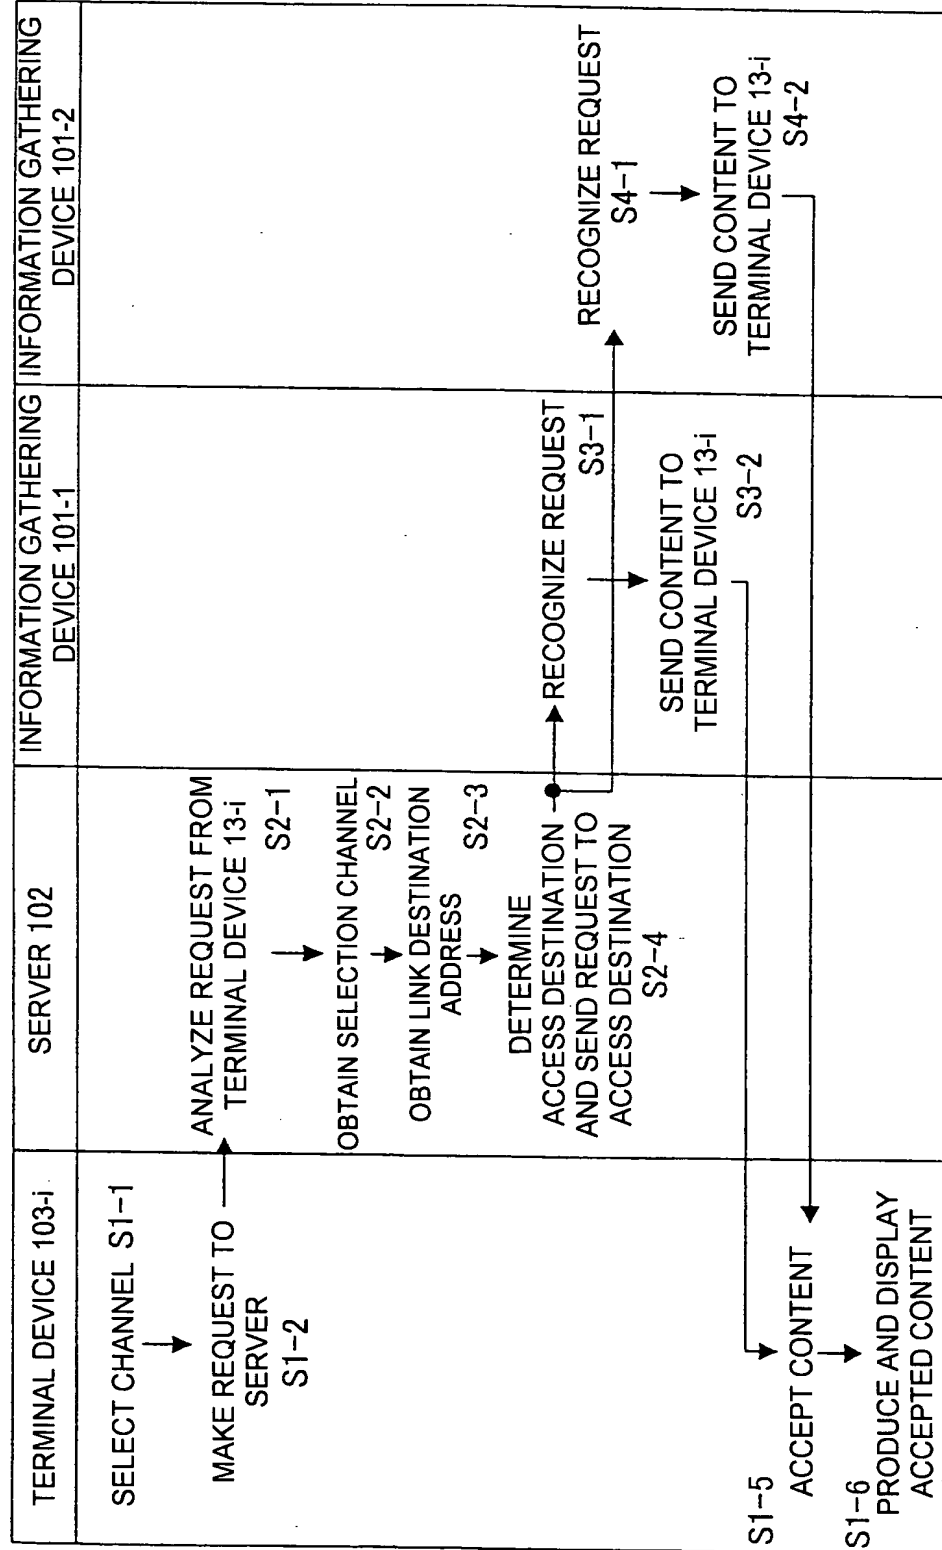 TERMINAL DEVICE 103-i
SERVER 102
INFORMATION GATHERING
DEVICE 101-1
INFORMATION GATHERING
DEVICE 101-2
SELECT CHANNEL S1-1
MAKE REQUEST TO
SERVER
S1-2
ANALYZE REQUEST FROM
TERMINAL DEVICE 13-i
S2-1
OBTAIN SELECTION CHANNEL
S2-2
OBTAIN LINK DESTINATION
ADDRESS
S2-3
DETERMINE
ACCESS DESTINATION
AND SEND REQUEST TO
ACCESS DESTINATION
S2-4
RECOGNIZE REQUEST
S3-1
SEND CONTENT TO
TERMINAL DEVICE 13-i
S3-2
RECOGNIZE REQUEST
S4-1
SEND CONTENT TO
TERMINAL DEVICE 13-i
S4-2
S1-5
ACCEPT CONTENT
S1-6
PRODUCE AND DISPLAY
ACCEPTED CONTENT